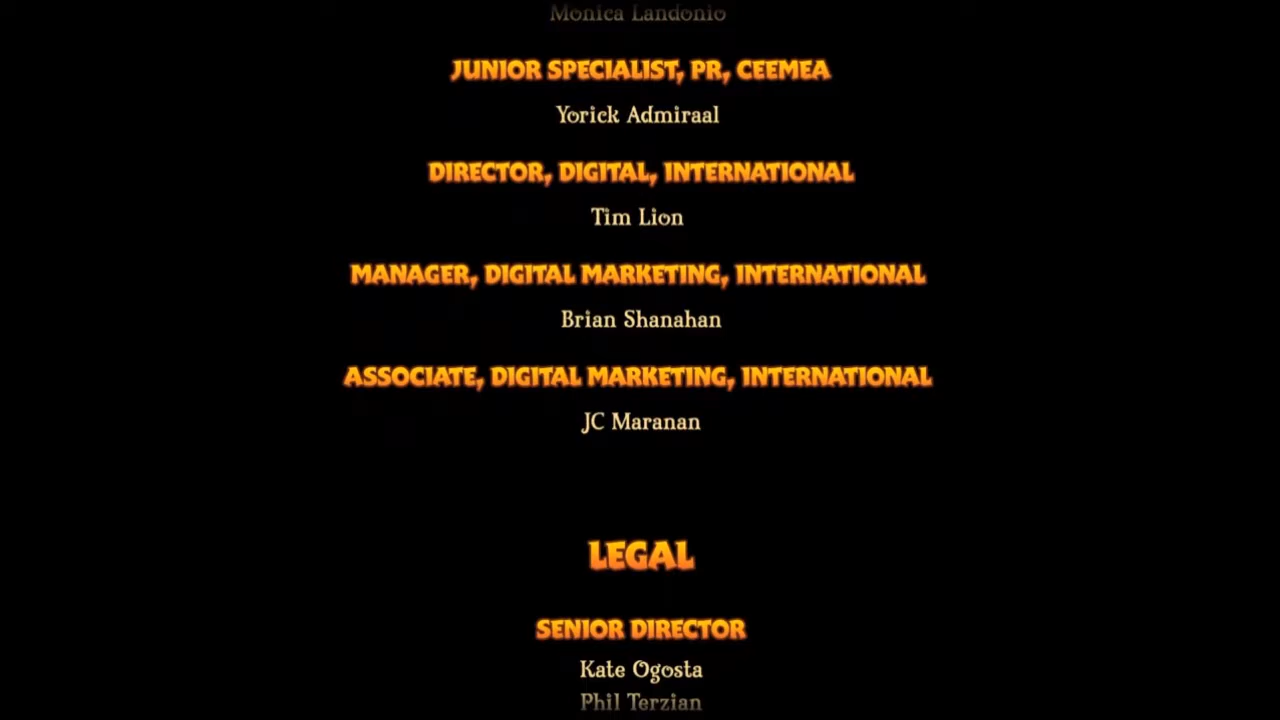 Monica Landonio
JUNIOR SPECIALIST, PR, CEEMEA
Yorick Admiraal
DIRECTOR, DIGITAL, INTERNATIONAL
Tim Lion
MANAGER, DIGITAL MARKETING, INTERNATIONAL
Brian Shanahan
ASSOCIATE, DIGITAL MARKETING, INTERNATIONAL
JC Maranan
LEGAL
SENIOR DIRECTOR
Kate Ogosta
Phil Terzian